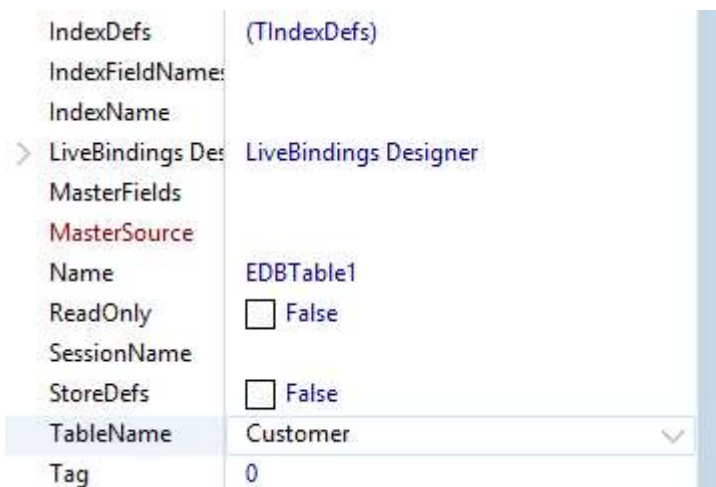 IndexDefs (TIndexDefs)
IndexFieldNames
IndexName
LiveBindings Des LiveBindings Designer
MasterFields
MasterSource
Name EDBTable1
ReadOnly False
SessionName
StoreDefs False
TableName Customer
Tag 0